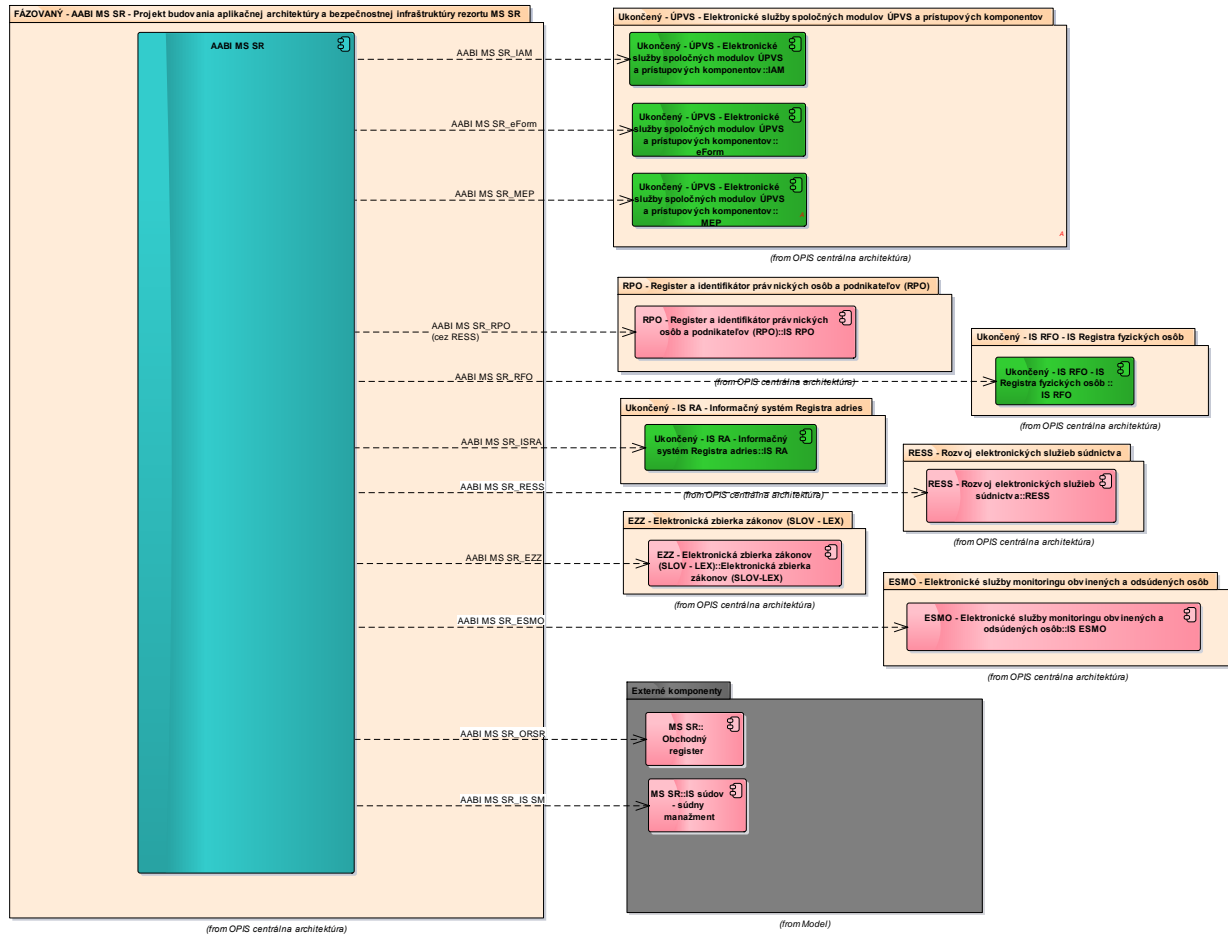 FÁZOVANÝ - AABI MS SR - Projekt budovania aplikačnej architektúry a bezpečnostnej infraštruktúry rezortu MS SR
AABI MS SR
(from OPIS centrálna architektúra)
AABI MS SR_IAM
AABI MS SR_eForm
AABI MS SR_MEP
AABI MS SR_RPO
(cez RESS)
AABI MS SR_RFO
AABI MS SR_ISRA
AABI MS SR_RESS
AABI MS SR_EZZ
AABI MS SR_ESMO
AABI MS SR_ORSR
AABI MS SR_IS SM
Ukončený - ÚPVS - Elektronické služby spoločných modulov ÚPVS a prístupových komponentov
Ukončený - ÚPVS - Elektronické
služby spoločných modulov ÚPVS
a prístupových komponentov::IAM
Ukončený - ÚPVS - Elektronické
služby spoločných modulov ÚPVS
a prístupových komponentov::
eForm
Ukončený - ÚPVS - Elektronické
služby spoločných modulov ÚPVS
a prístupových komponentov::
MEP
A
A
(from OPIS centrálna architektúra)
RPO - Register a identifikátor právnických osôb a podnikateľov (RPO)
RPO - Register a identifikátor právnických
osôb a podnikateľov (RPO)::IS RPO
(from OPIS centrálna architektúra)
Ukončený - IS RFO - IS Registra fyzických osôb
Ukončený - IS RFO - IS
Registra fyzických osôb ::
IS RFO
(from OPIS centrálna architektúra)
Ukončený - IS RA - Informačný systém Registra adries
Ukončený - IS RA - Informačný
systém Registra adries::IS RA
(from OPIS centrálna architektúra)
RESS - Rozvoj elektronických služieb súdnictva
RESS - Rozvoj elektronických služieb
súdnictva::RESS
(from OPIS centrálna architektúra)
EZZ - Elektronická zbierka zákonov (SLOV - LEX)
EZZ - Elektronická zbierka zákonov
(SLOV - LEX)::Elektronická zbierka
zákonov (SLOV-LEX)
(from OPIS centrálna architektúra)
ESMO - Elektronické služby monitoringu obvinených a odsúdených osôb
ESMO - Elektronické služby monitoringu obvinených a
odsúdených osôb::IS ESMO
(from OPIS centrálna architektúra)
Externé komponenty
MS SR::
Obchodný
register
MS SR::IS súdov
- súdny
manažment
(from Model)